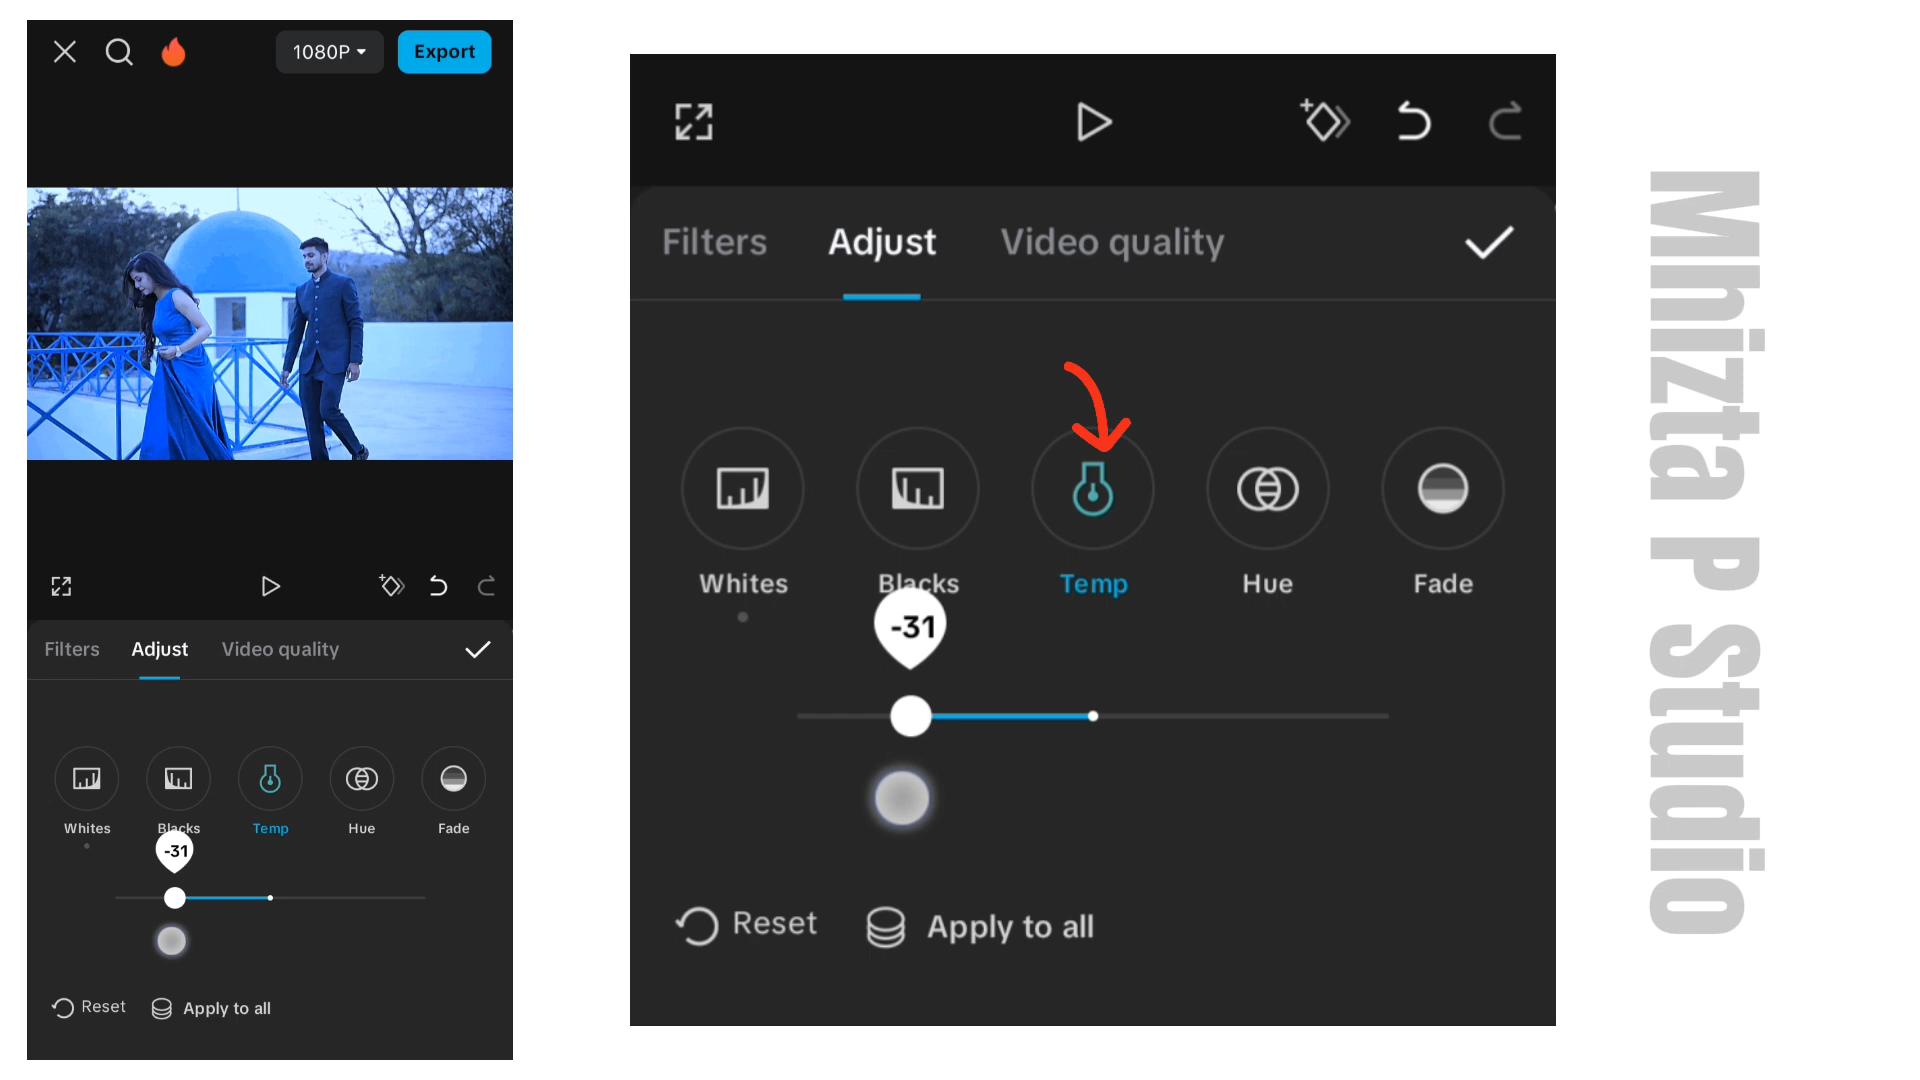 1080P
Export
Filters Adjust Video quality
Whites Blacks Temp Hue Fade
-31
Reset Apply to all
Filters Adjust Video quality
Whites Blacks Temp Hue Fade
-31
Reset Apply to all
Mhizta P Studio